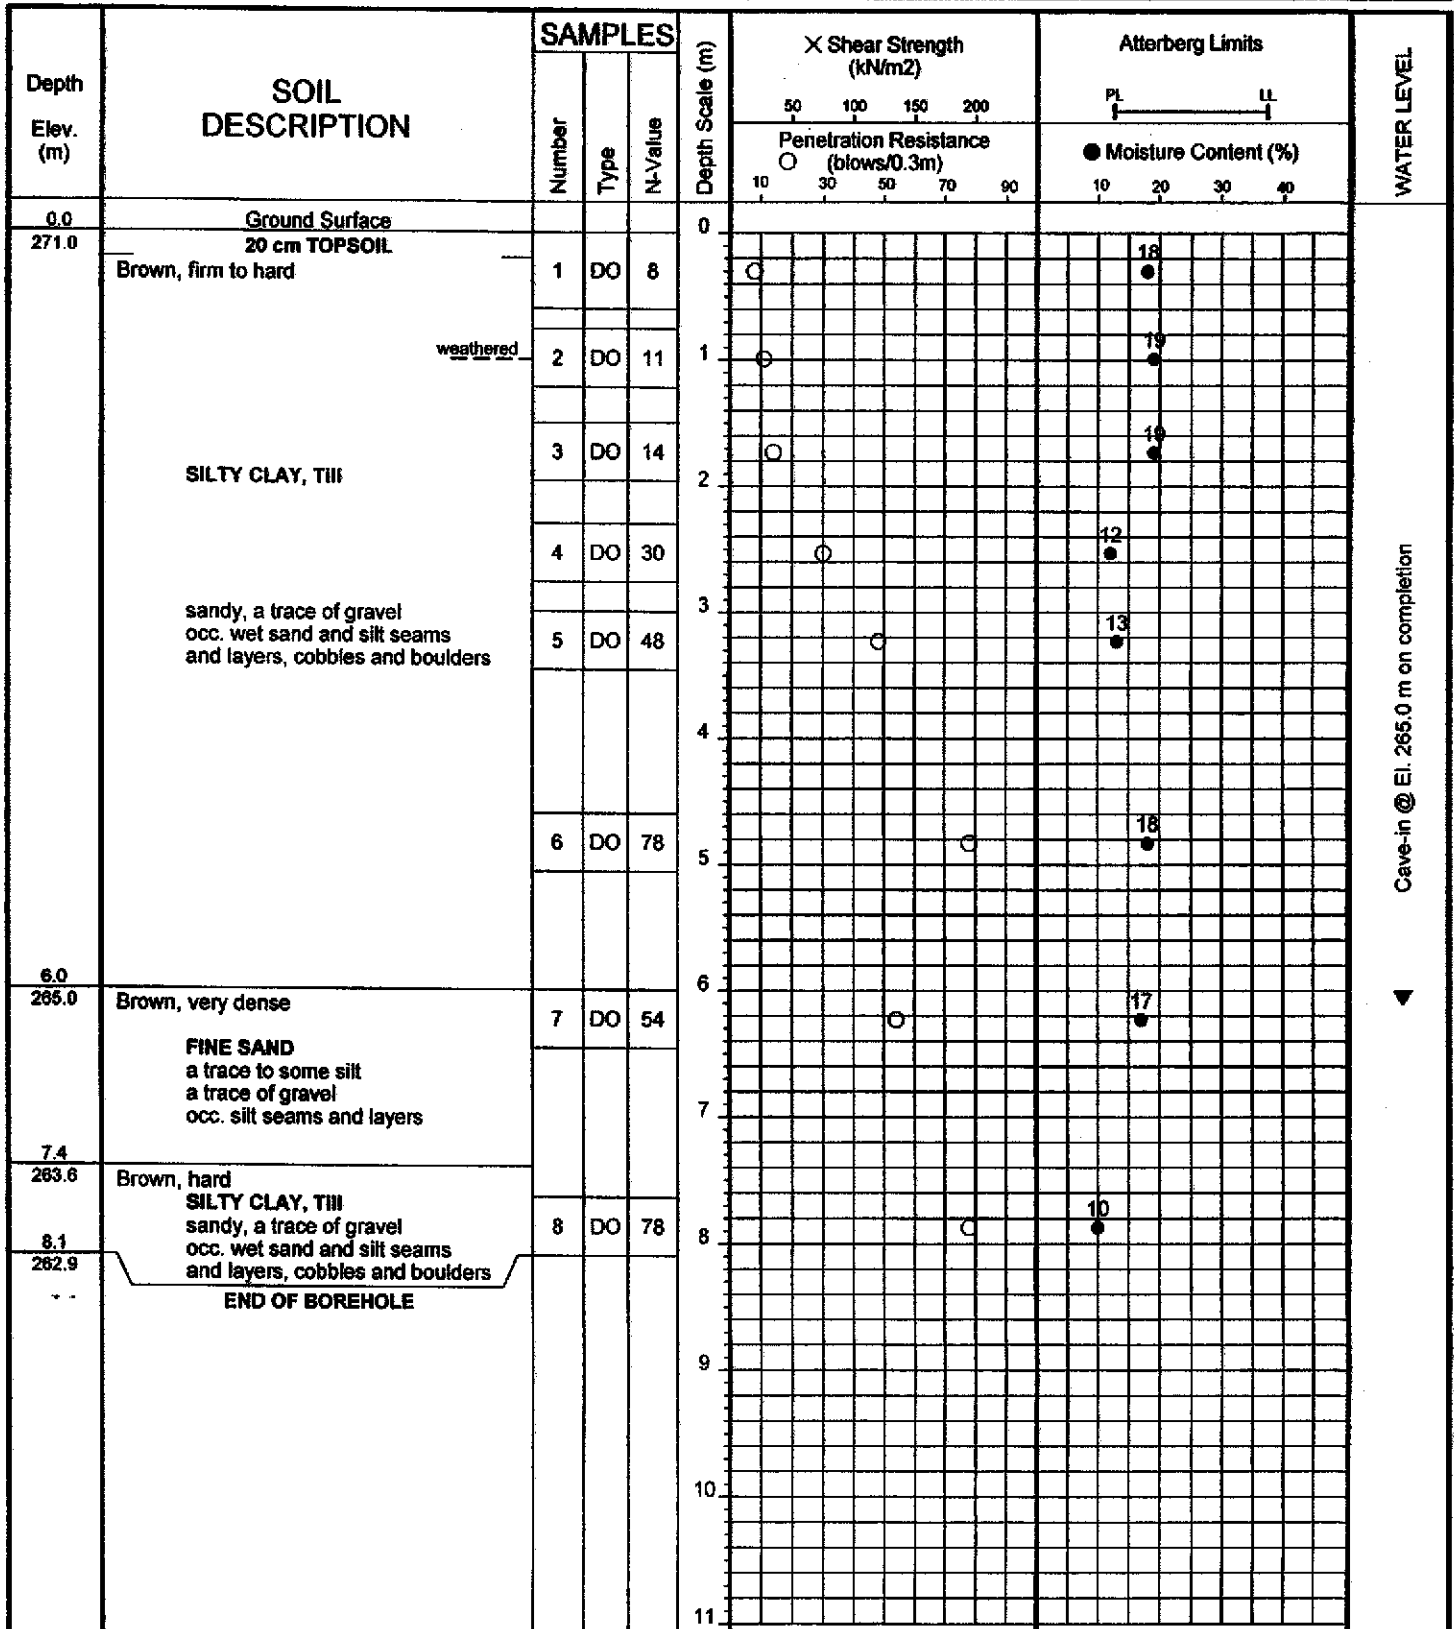 Depth
Elev.
(m)
SOIL
DESCRIPTION
SAMPLES
Number
Type
N-Value
Depth Scale (m)
X Shear Strength
(kN/m2)
50 100 150 200
Penetration Resistance
(blows/0.3m)
10 30 50 70 90
Atterberg Limits
PL LL
Moisture Content (%)
10 20 30 40
WATER LEVEL
0.0 Ground Surface 0
271.0 20 cm TOPSOIL
Brown, firm to hard 1 DO 8 18
weathered 2 DO 11 1 19
3 DO 14 19
SILTY CLAY, Till 2
4 DO 30 12
3
sandy, a trace of gravel 13
occ. wet sand and silt seams 5 DO 48
and layers, cobbles and boulders
4
6 DO 78 18
5
Cave-in @ El. 265.0 m on completion
6.0 6
265.0 Brown, very dense 7 DO 54 17
FINE SAND
a trace to some silt
a trace of gravel
occ. silt seams and layers 7
7.4
263.6 Brown, hard
SILTY CLAY, Till 10
sandy, a trace of gravel 8 DO 78
8.1 occ. wet sand and silt seams 8
262.9 and layers, cobbles and boulders
END OF BOREHOLE
9
10
11